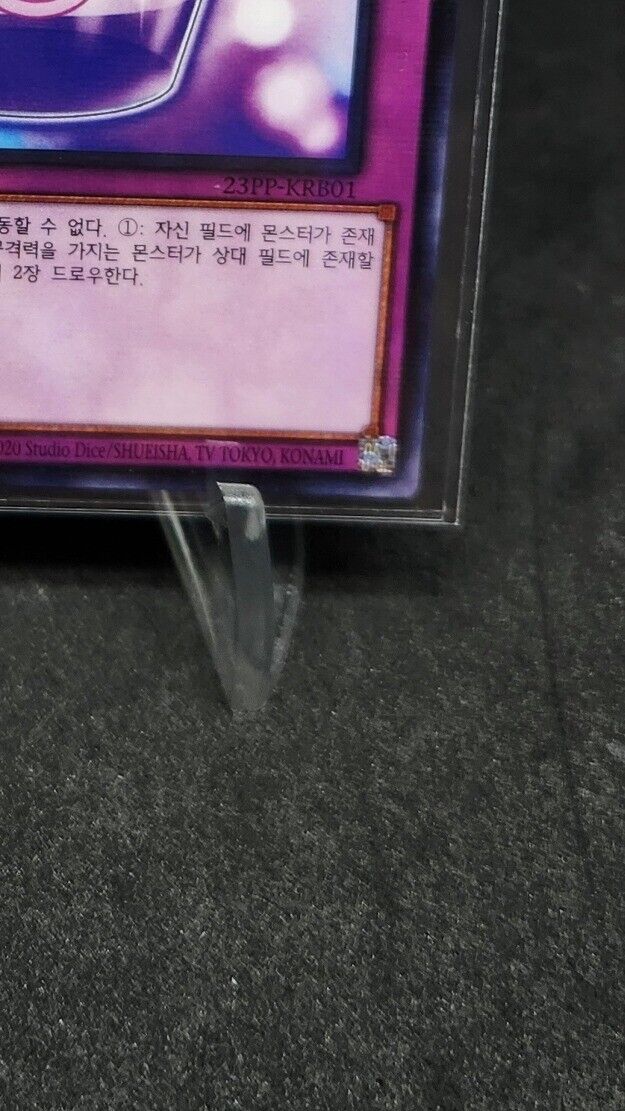 23PP-KRB01
동할 수 없다. ①: 자신 필드에 몬스터가 존재
공격력을 가지는 몬스터가 상대 필드에 존재할
2장 드로우한다.
020 Studio Dice/SHUEISHA, TV TOKYO, KONAMI